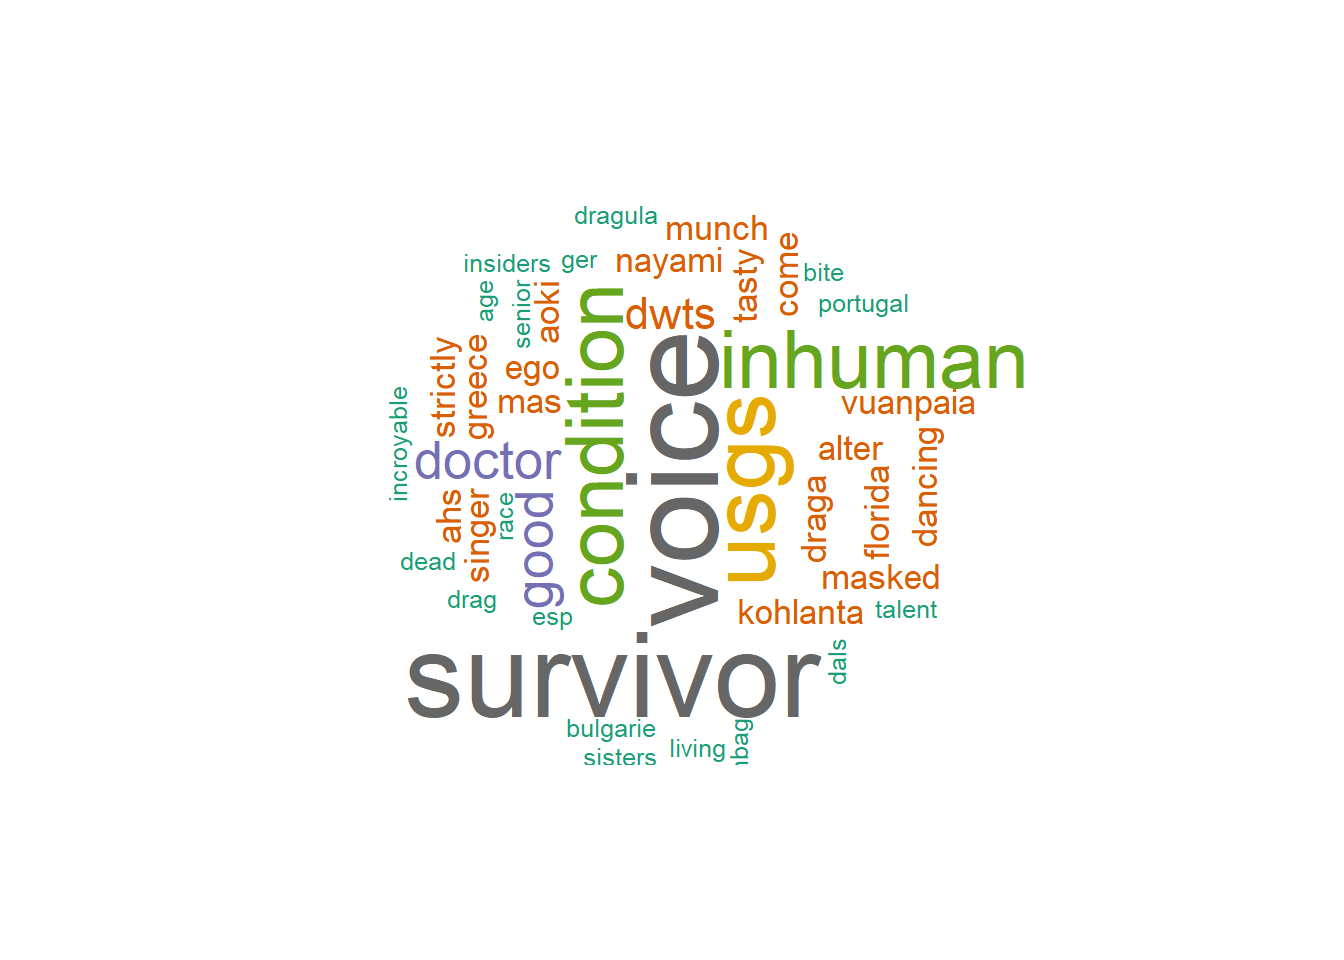 dragula
munch
nayami
insiders
ger
tasty
come
bite
portugal
age
senior
aoki
dwts
condition
voice
inhuman
strictly
greece
ego
mas
usgs
vuanpaia
incroyable
doctor
alter
dancing
ahs
singer
race
good
draga
florida
dead
masked
drag
esp
kohlanta
talent
survivor
dals
bulgarie
living
sisters